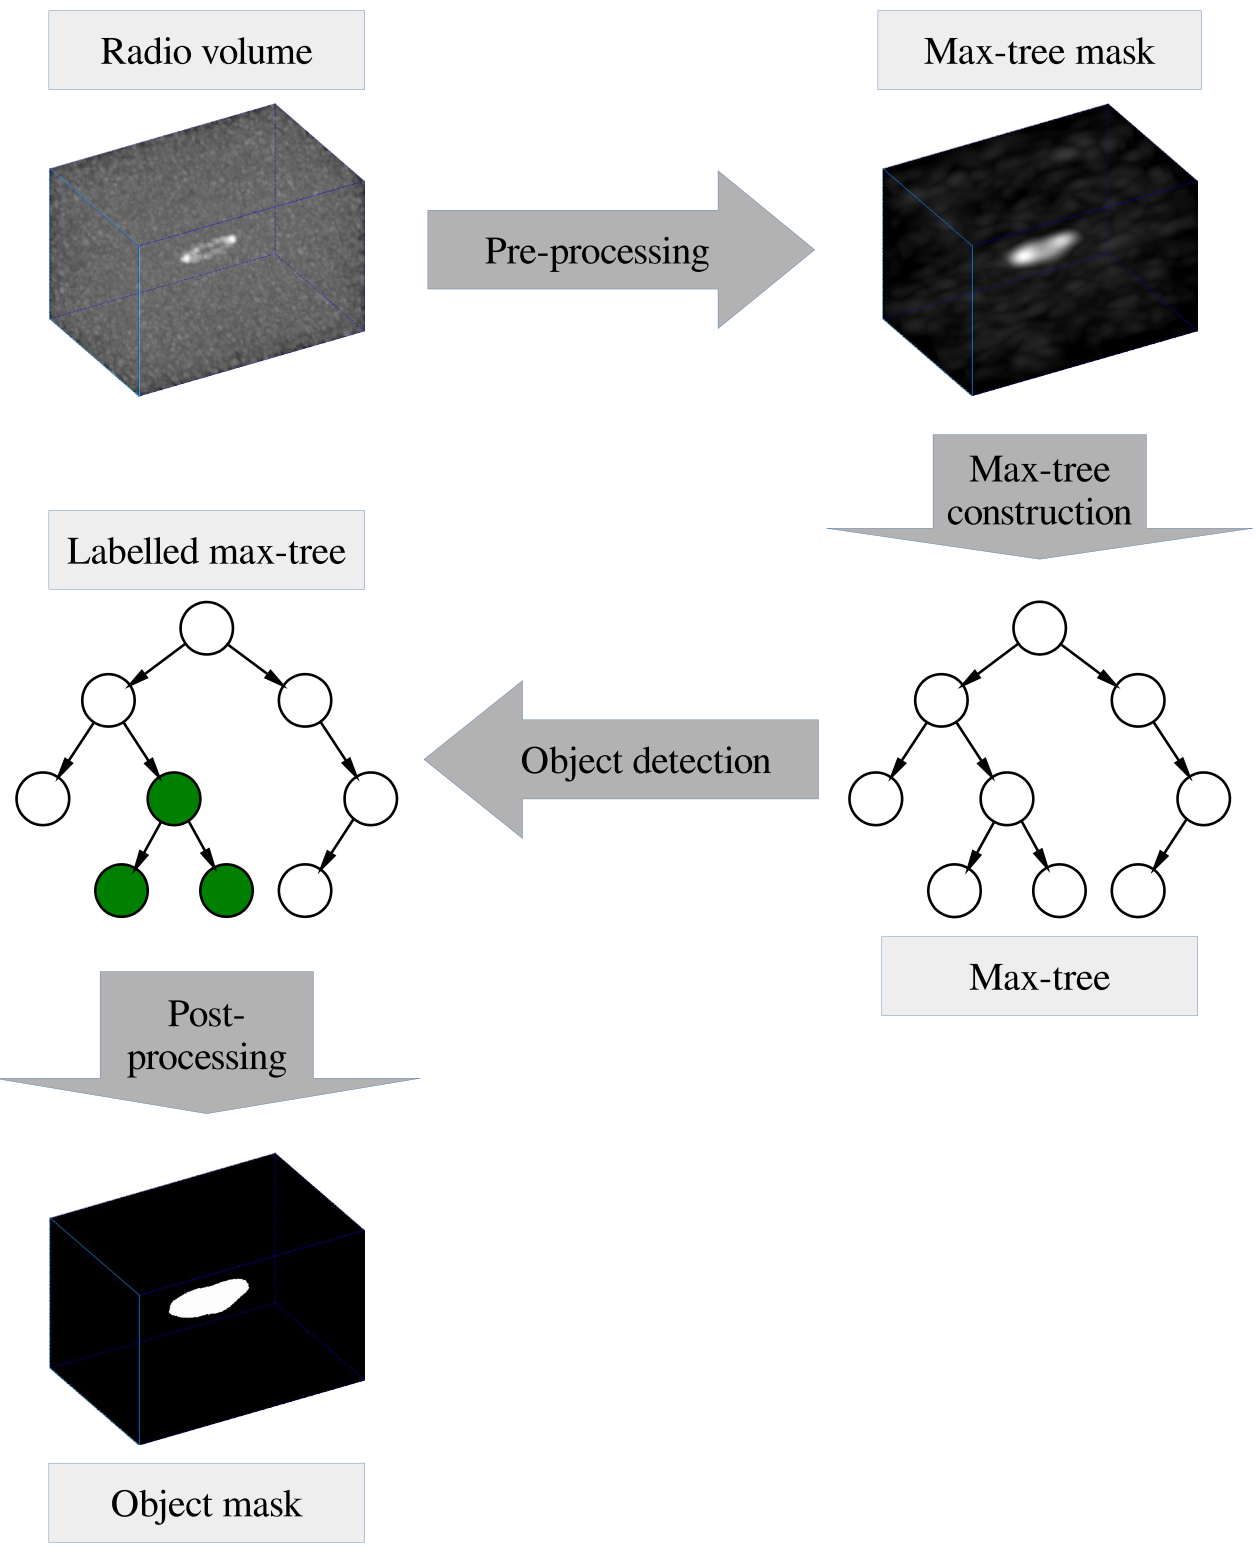 Radio volume
Max-tree mask
Pre-processing
Max-tree
construction
Labelled max-tree
Object detection
Max-tree
Post-
processing
Object mask